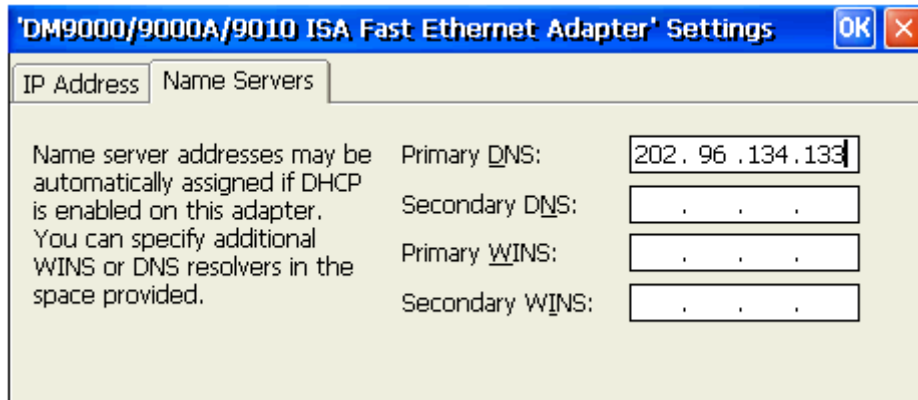 'DM9000/9000A/9010 ISA Fast Ethernet Adapter' Settings OK
IP Address Name Servers
Name server addresses may be
automatically assigned if DHCP
is enabled on this adapter.
You can specify additional
WINS or DNS resolvers in the
space provided.
Primary DNS: 202. 96 .134.133
Secondary DNS: . . .
Primary WINS: . . .
Secondary WINS: . . .